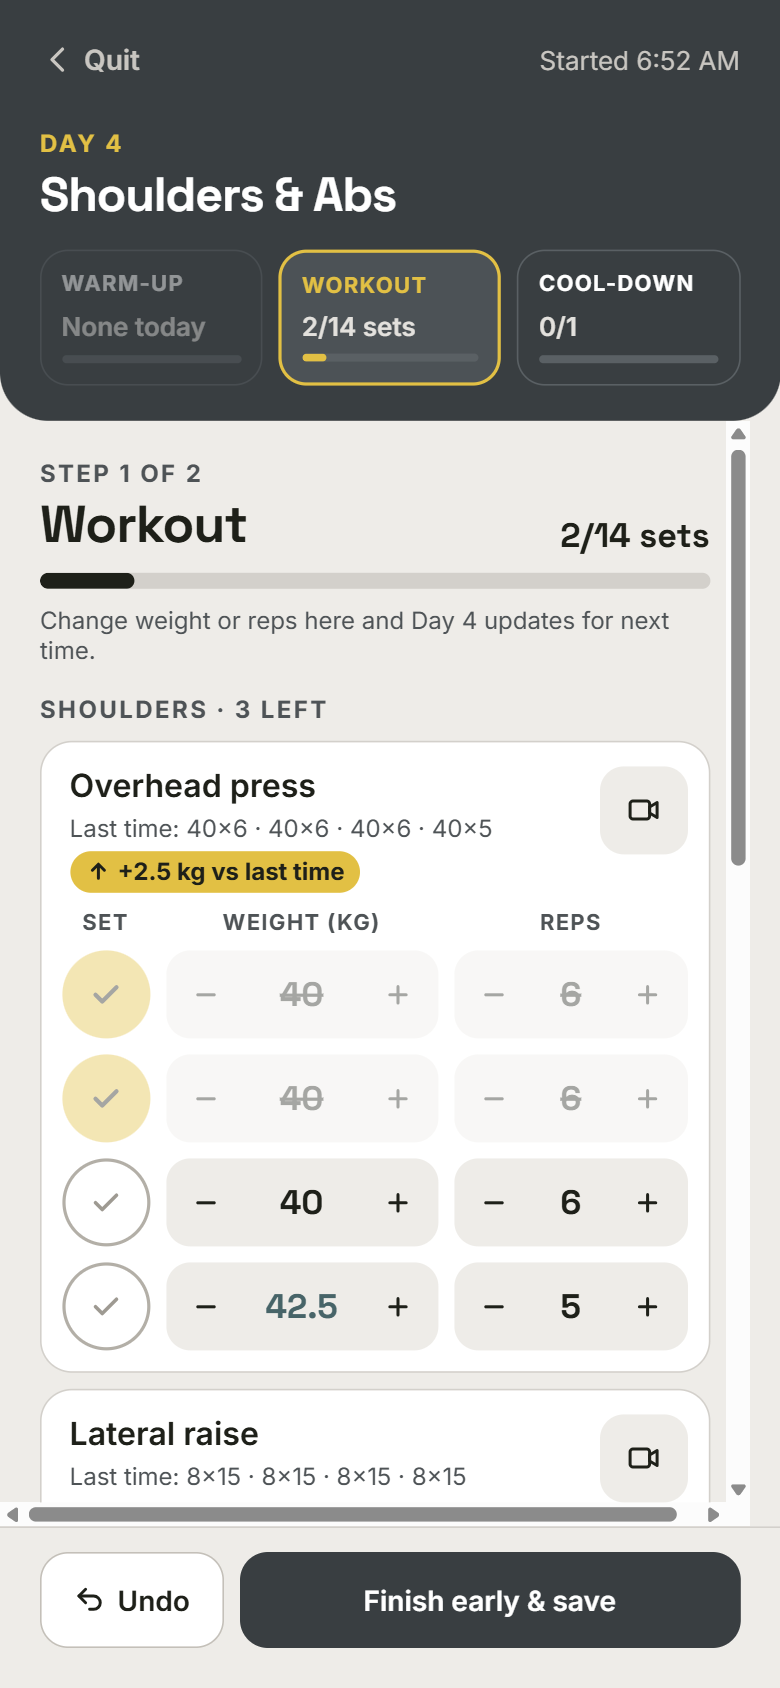 Quit
Started 6:52 AM
DAY 4
Shoulders & Abs
WARM-UP
None today
WORKOUT
2/14 sets
COOL-DOWN
0/1
STEP 1 OF 2
Workout
2/14 sets
Change weight or reps here and Day 4 updates for next
time.
SHOULDERS · 3 LEFT
Overhead press
Last time: 40×6 · 40×6 · 40×6 · 40×5
↑ +2.5 kg vs last time
SET WEIGHT (KG) REPS
− 40 + − 6 +
− 40 + − 6 +
− 40 + − 6 +
− 42.5 + − 5 +
Lateral raise
Last time: 8×15 · 8×15 · 8×15 · 8×15
Undo
Finish early & save